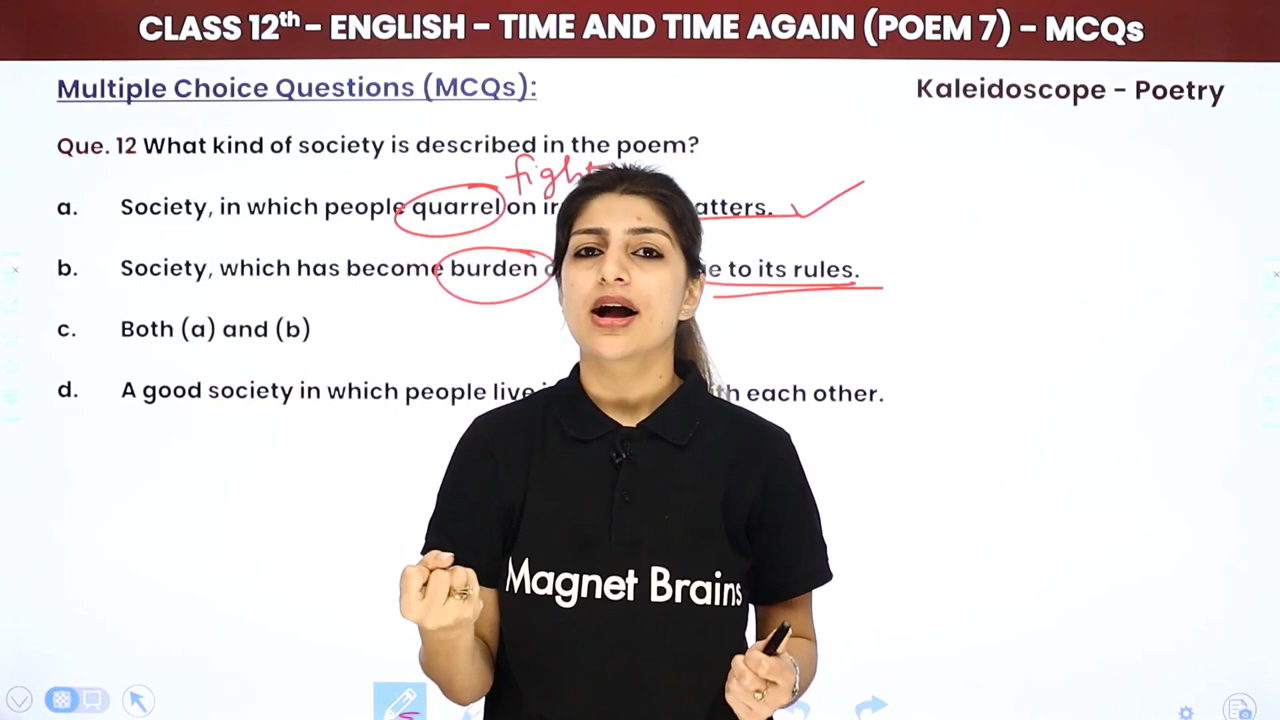 CLASS 12th - ENGLISH - TIME AND TIME AGAIN (POEM 7) - MCQs
Multiple Choice Questions (MCQs):
Kaleidoscope - Poetry
Que. 12 What kind of society is described in the poem?
fight
a. Society, in which people quarrel on atters.
b. Society, which has become burden e to its rules.
c. Both (a) and (b)
d. A good society in which people live th each other.
Magnet Brains